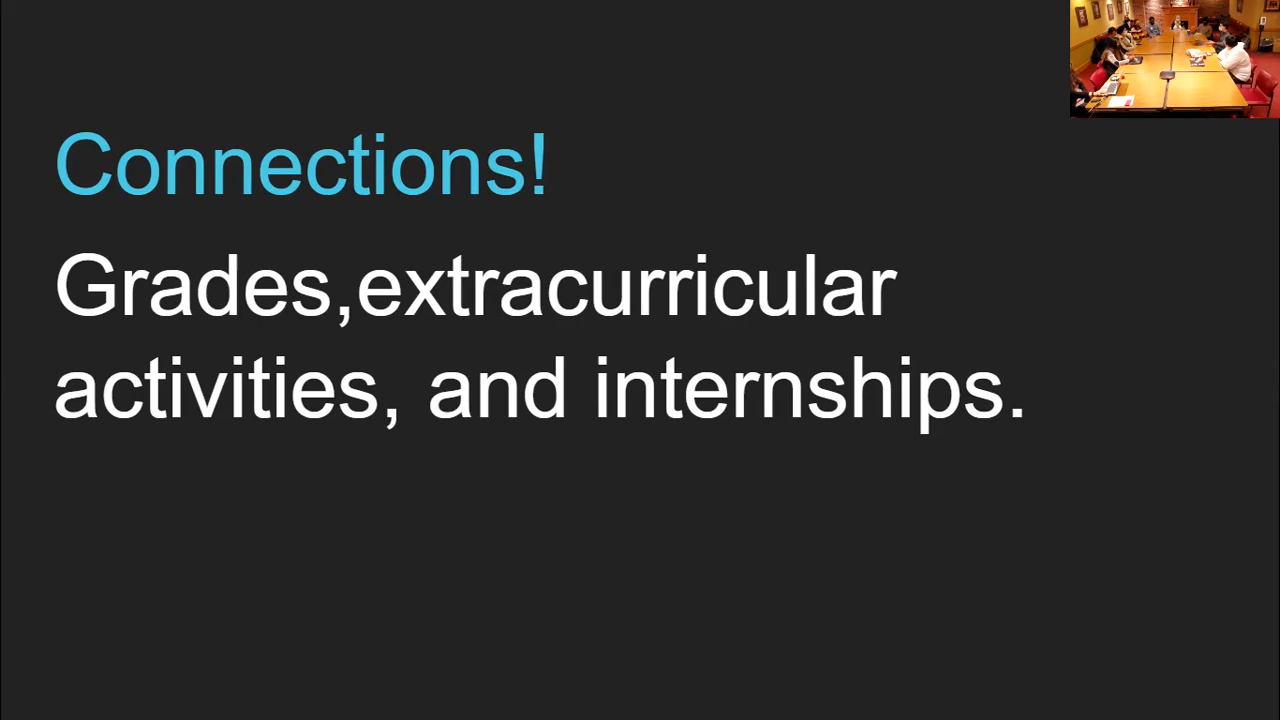 Connections!
Grades,extracurricular
activities, and internships.